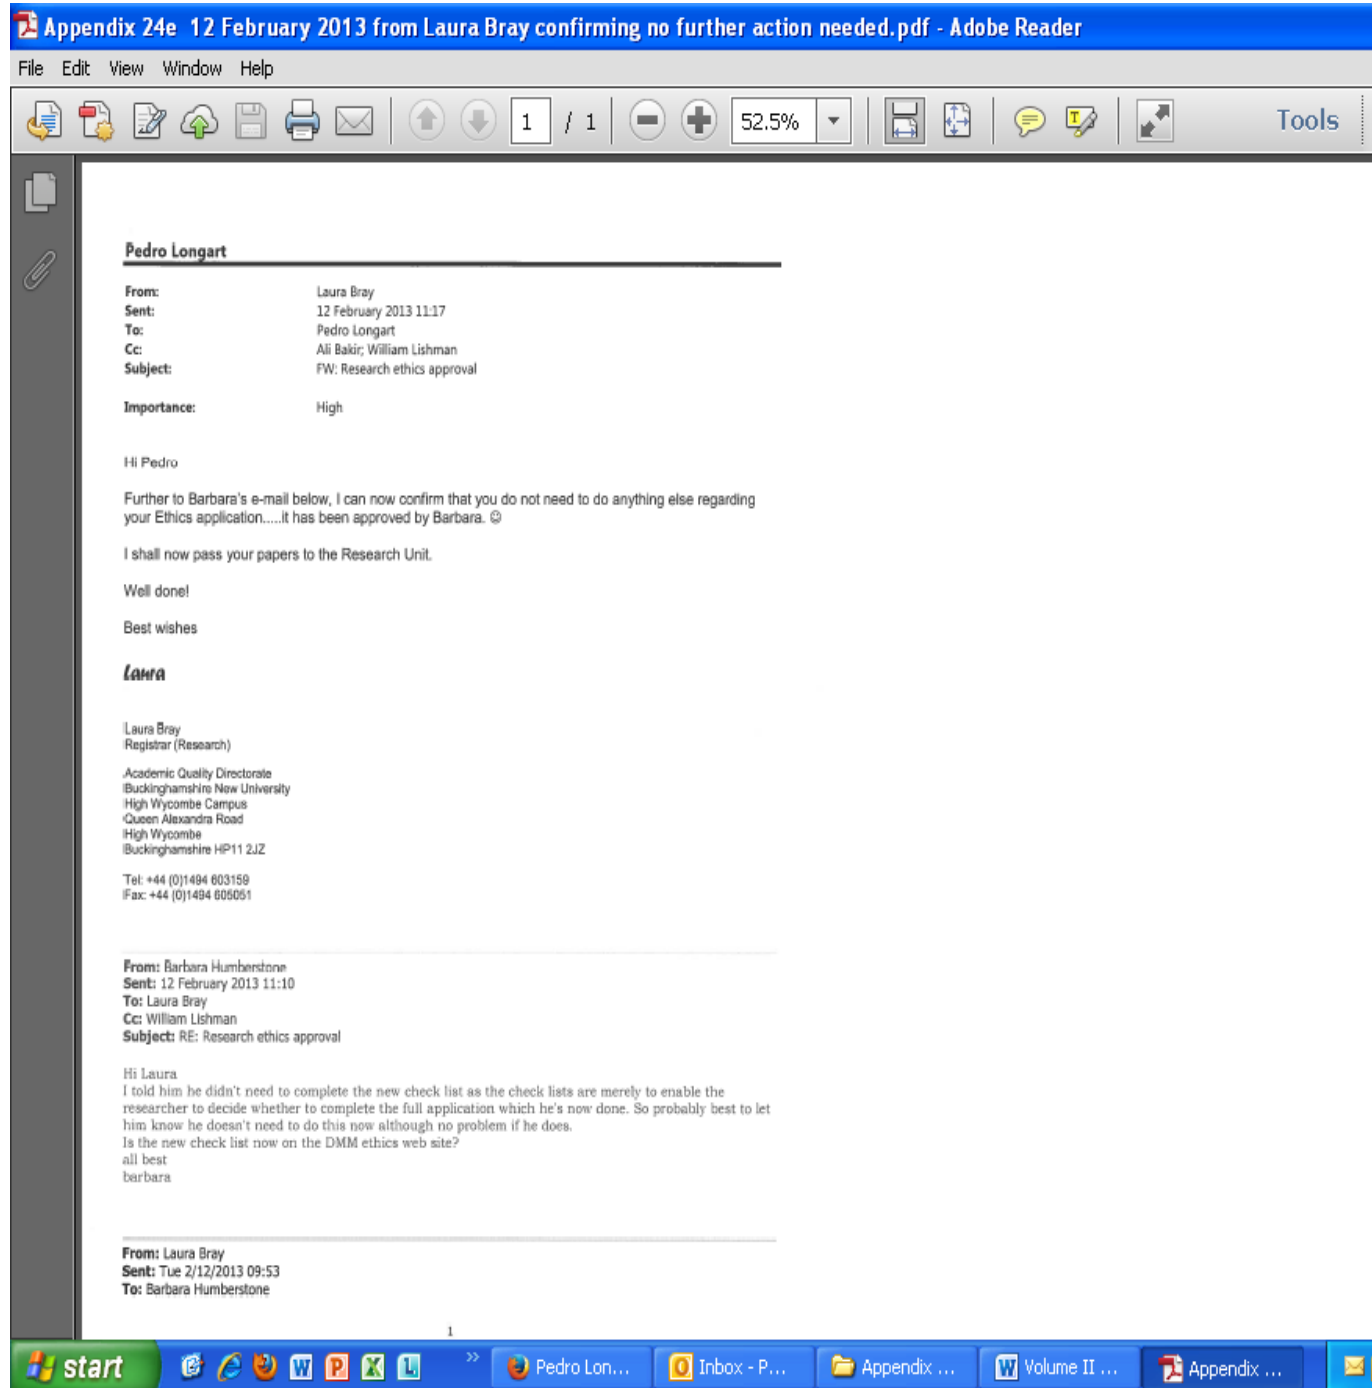 Appendix 24e 12 February 2013 from Laura Bray confirming no further action needed.pdf - Adobe Reader
File Edit View Window Help
1 / 1 52.5% Tools
Pedro Longart
From: Laura Bray
Sent: 12 February 2013 11:17
To: Pedro Longart
Cc: Ali Bakir; William Lishman
Subject: FW: Research ethics approval
Importance: High
Hi Pedro
Further to Barbara's e-mail below, I can now confirm that you do not need to do anything else regarding
your Ethics application.....it has been approved by Barbara. ☺
I shall now pass your papers to the Research Unit.
Well done!
Best wishes
Laura
Laura Bray
Registrar (Research)
Academic Quality Directorate
Buckinghamshire New University
High Wycombe Campus
Queen Alexandra Road
High Wycombe
Buckinghamshire HP11 2JZ
Tel: +44 (0)1494 603159
Fax: +44 (0)1494 605051
From: Barbara Humberstone
Sent: 12 February 2013 11:10
To: Laura Bray
Cc: William Lishman
Subject: RE: Research ethics approval
Hi Laura
I told him he didn't need to complete the new check list as the check lists are merely to enable the
researcher to decide whether to complete the full application which he's now done. So probably best to let
him know he doesn't need to do this now although no problem if he does.
Is the new check list now on the DMM ethics web site?
all best
barbara
From: Laura Bray
Sent: Tue 2/12/2013 09:53
To: Barbara Humberstone
1
start Pedro Lon... Inbox - P... Appendix ... Volume II ... Appendix ...